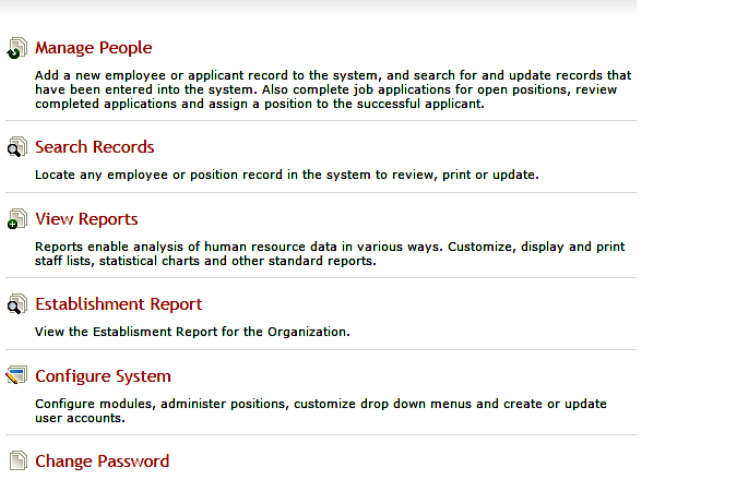 Manage People
Add a new employee or applicant record to the system, and search for and update records that
have been entered into the system. Also complete job applications for open positions, review
completed applications and assign a position to the successful applicant.
Search Records
Locate any employee or position record in the system to review, print or update.
View Reports
Reports enable analysis of human resource data in various ways. Customize, display and print
staff lists, statistical charts and other standard reports.
Establishment Report
View the Establisment Report for the Organization.
Configure System
Configure modules, administer positions, customize drop down menus and create or update
user accounts.
Change Password